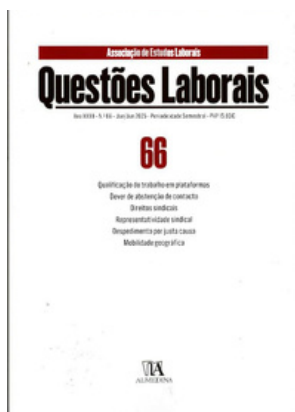 Associação de Estudos Laborais
Questões Laborais
66
Qualificação do trabalho em plataformas
Dever de abstenção de contacto
Direitos sindicais
Representatividade sindical
Despedimento por justa causa
Mobilidade geográfica
ALMEDINA